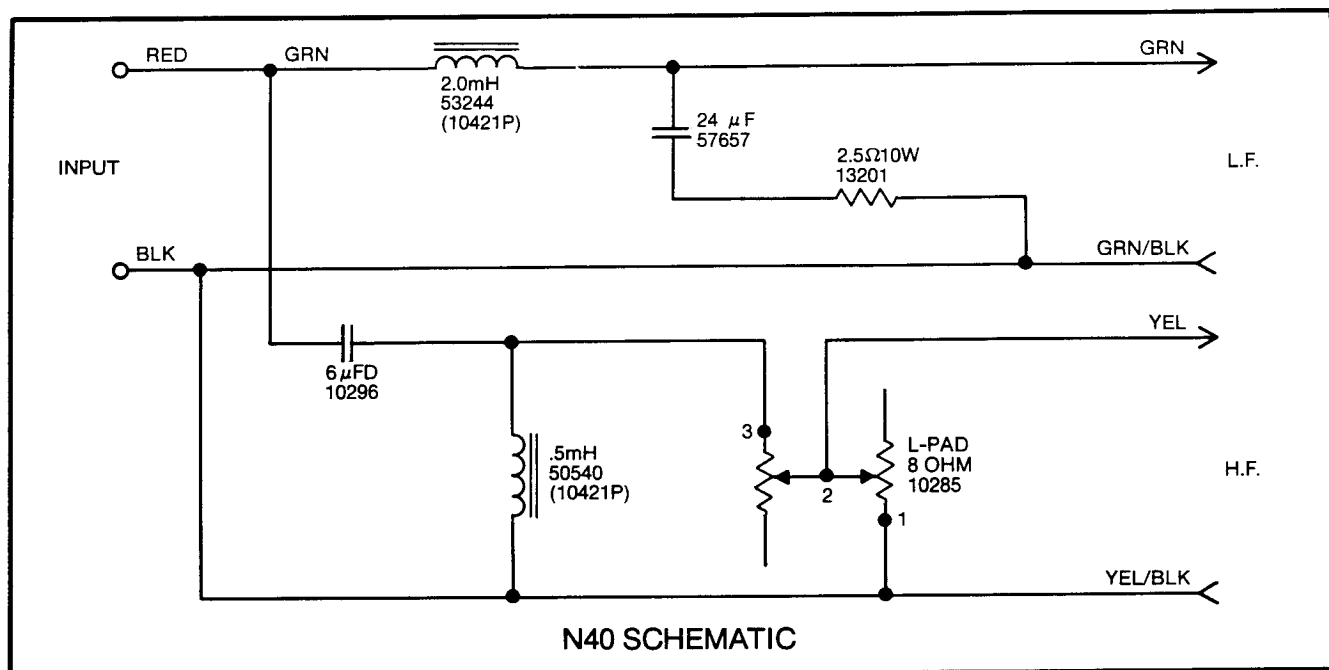 RED
GRN
GRN
2.0mH
53244
(10421P)
24 μF
57657
2.5Ω10W
13201
INPUT
L.F.
BLK
GRN/BLK
YEL
6μFD
10296
3
L-PAD
8 OHM
10285
.5mH
50540
(10421P)
2
H.F.
1
YEL/BLK
N40 SCHEMATIC